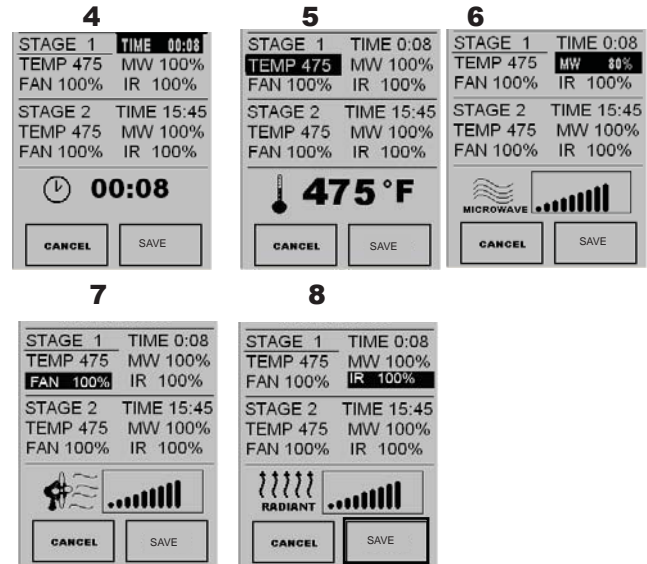 4
STAGE 1 TIME 00:08
TEMP 475 MW 100%
FAN 100% IR 100%
STAGE 2 TIME 15:45
TEMP 475 MW 100%
FAN 100% IR 100%
00:08
CANCEL SAVE
5
STAGE 1 TIME 0:08
TEMP 475 MW 100%
FAN 100% IR 100%
STAGE 2 TIME 15:45
TEMP 475 MW 100%
FAN 100% IR 100%
475°F
CANCEL SAVE
6
STAGE 1 TIME 0:08
TEMP 475 MW 80%
FAN 100% IR 100%
STAGE 2 TIME 15:45
TEMP 475 MW 100%
FAN 100% IR 100%
MICROWAVE
CANCEL SAVE
7
STAGE 1 TIME 0:08
TEMP 475 MW 100%
FAN 100% IR 100%
STAGE 2 TIME 15:45
TEMP 475 MW 100%
FAN 100% IR 100%
CANCEL SAVE
8
STAGE 1 TIME 0:08
TEMP 475 MW 100%
FAN 100% IR 100%
STAGE 2 TIME 15:45
TEMP 475 MW 100%
FAN 100% IR 100%
RADIANT
CANCEL SAVE